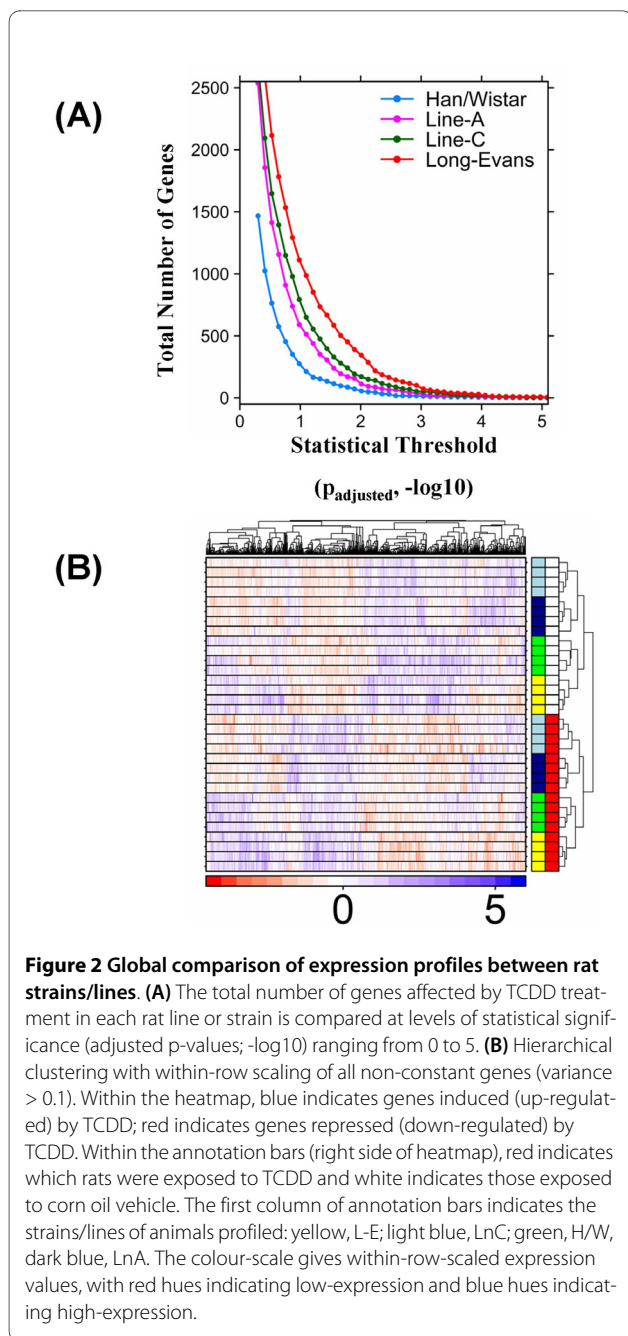 (A)
2500
2000
1500
1000
500
0
Total Number of Genes
Han/Wistar
Line-A
Line-C
Long-Evans
0 1 2 3 4 5
Statistical Threshold
(p_adjusted, -log10)
(B)
0 5
Figure 2 Global comparison of expression profiles between rat
strains/lines. (A) The total number of genes affected by TCDD treat-
ment in each rat line or strain is compared at levels of statistical signif-
icance (adjusted p-values; -log10) ranging from 0 to 5. (B) Hierarchical
clustering with within-row scaling of all non-constant genes (variance
> 0.1). Within the heatmap, blue indicates genes induced (up-regulat-
ed) by TCDD; red indicates genes repressed (down-regulated) by
TCDD. Within the annotation bars (right side of heatmap), red indicates
which rats were exposed to TCDD and white indicates those exposed
to corn oil vehicle. The first column of annotation bars indicates the
strains/lines of animals profiled: yellow, L-E; light blue, LnC; green, H/W,
dark blue, LnA. The colour-scale gives within-row-scaled expression
values, with red hues indicating low-expression and blue hues indicat-
ing high-expression.